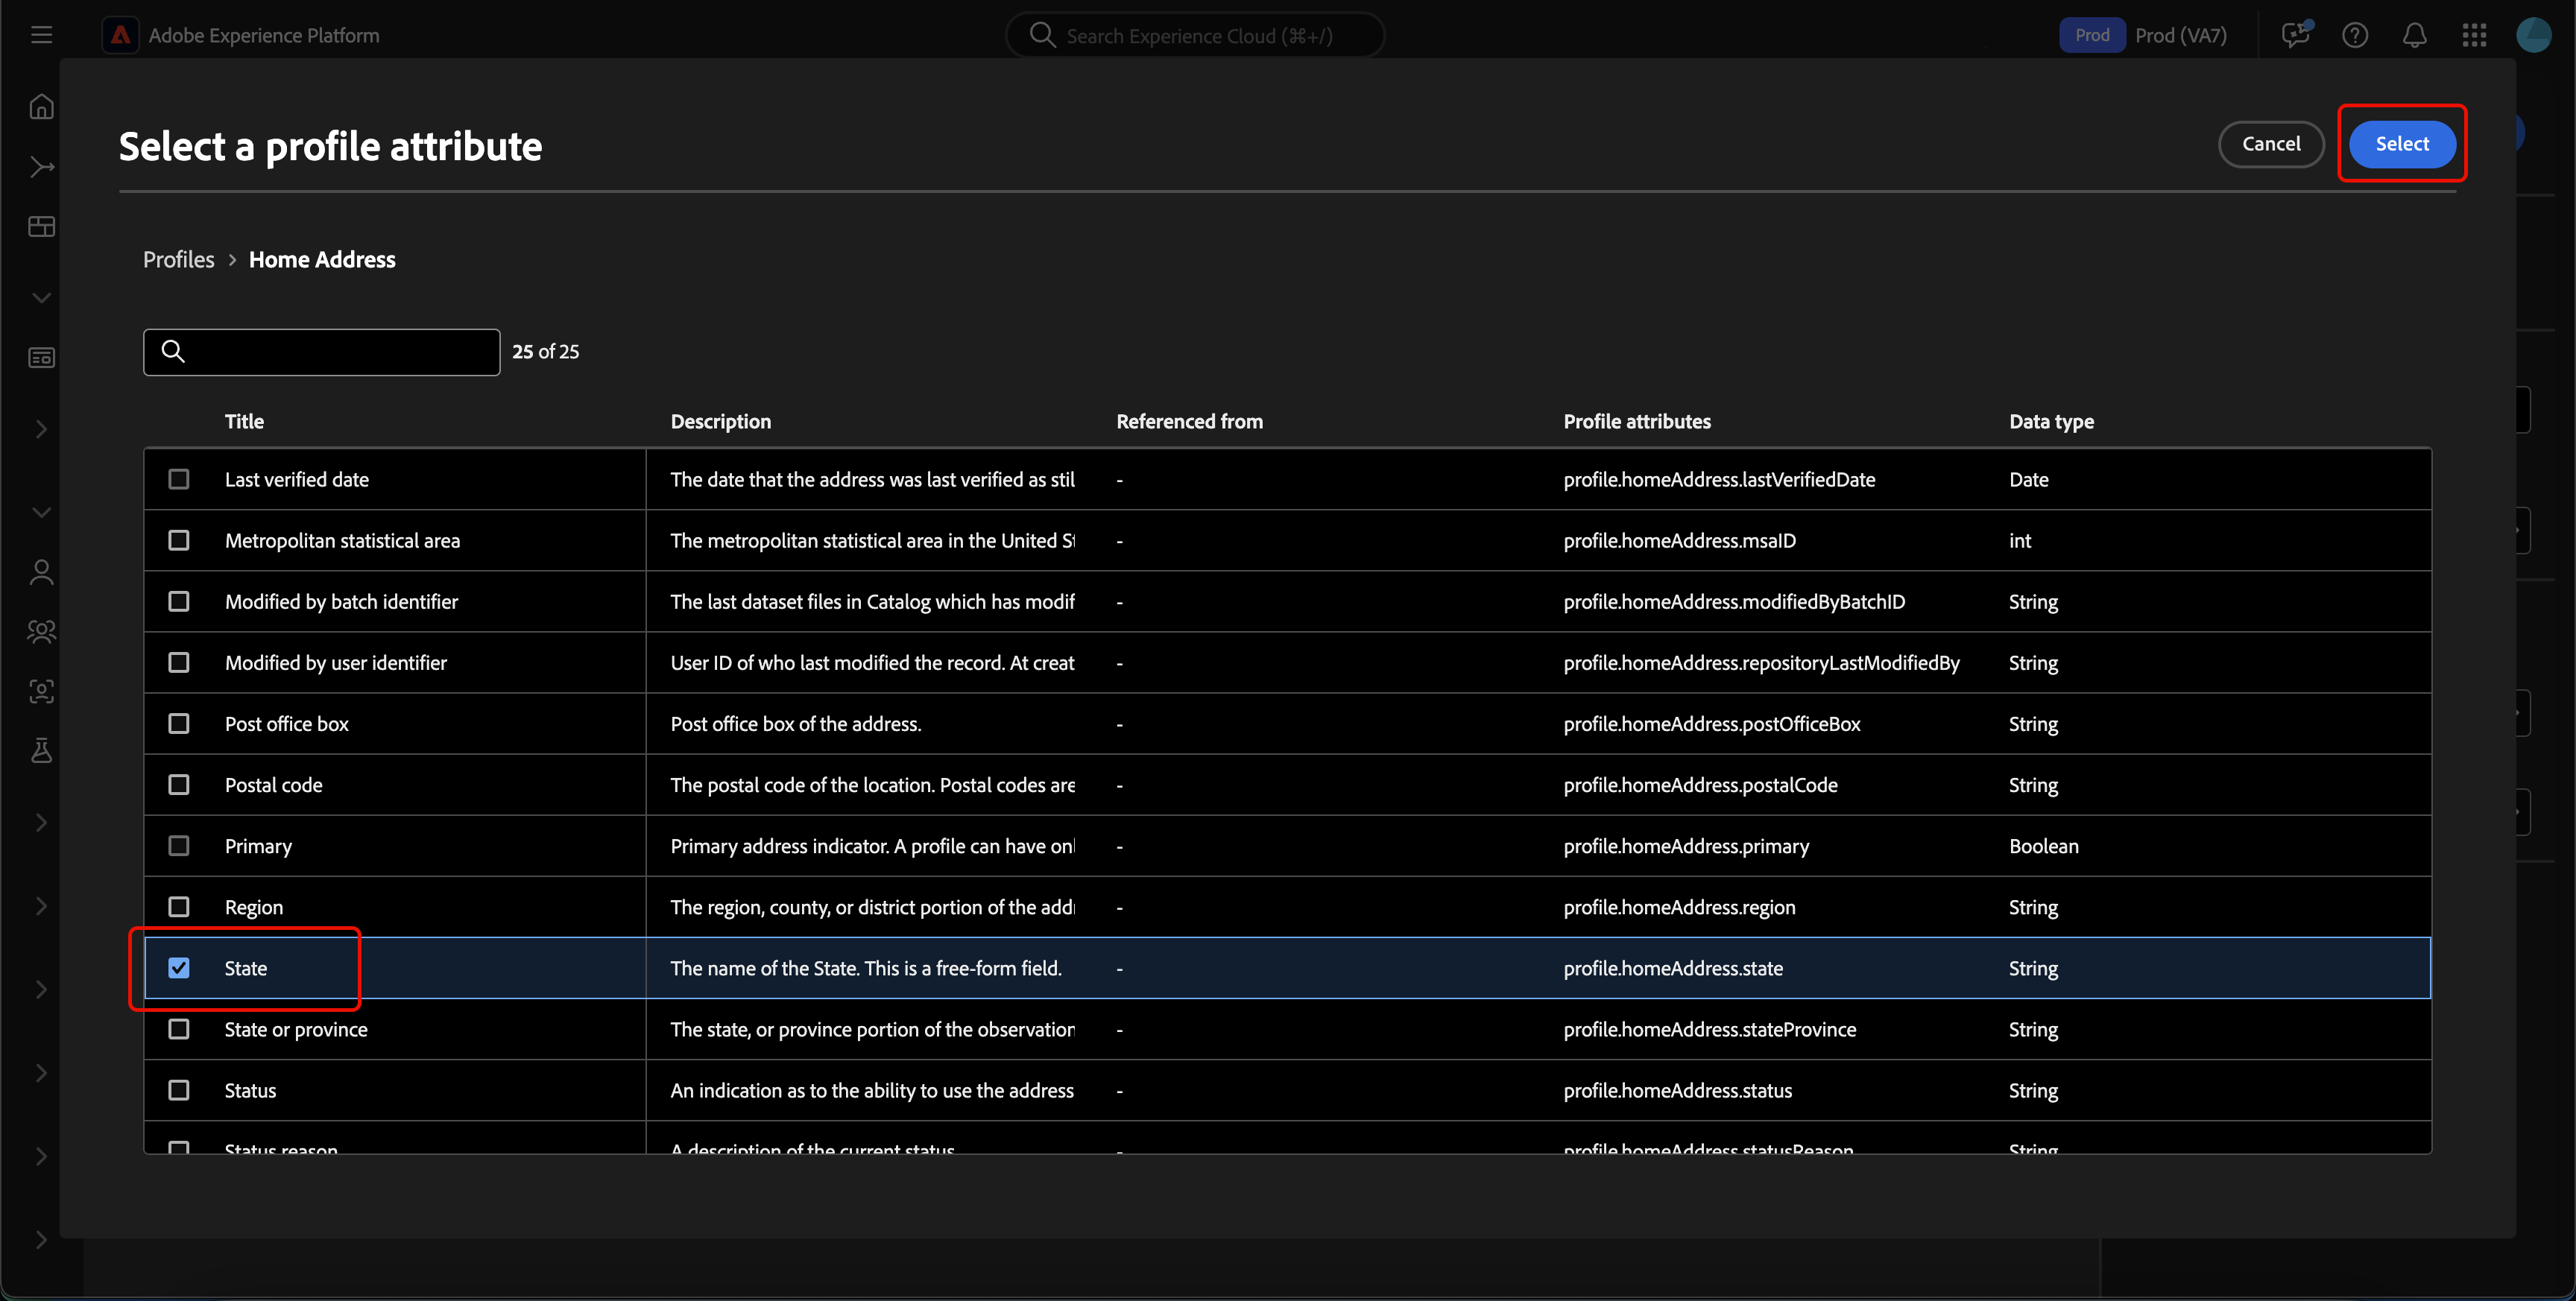 Adobe Experience Platform
Search Experience Cloud (⌘+/)
Prod
Prod (VA7)
Select a profile attribute
Cancel
Select
Profiles > Home Address
25 of 25
Title Description Referenced from Profile attributes Data type
Last verified date The date that the address was last verified as stil - profile.homeAddress.lastVerifiedDate Date
Metropolitan statistical area The metropolitan statistical area in the United St - profile.homeAddress.msaID int
Modified by batch identifier The last dataset files in Catalog which has modif - profile.homeAddress.modifiedByBatchID String
Modified by user identifier User ID of who last modified the record. At creat - profile.homeAddress.repositoryLastModifiedBy String
Post office box Post office box of the address. - profile.homeAddress.postOfficeBox String
Postal code The postal code of the location. Postal codes are - profile.homeAddress.postalCode String
Primary Primary address indicator. A profile can have onl - profile.homeAddress.primary Boolean
Region The region, county, or district portion of the addr - profile.homeAddress.region String
State The name of the State. This is a free-form field. - profile.homeAddress.state String
State or province The state, or province portion of the observation - profile.homeAddress.stateProvince String
Status An indication as to the ability to use the address - profile.homeAddress.status String
Status reason A description of the current status. - profile.homeAddress.statusReason String